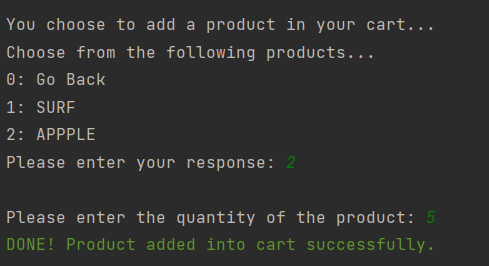 You choose to add a product in your cart...
Choose from the following products...
0: Go Back
1: SURF
2: APPPLE
Please enter your response: 2
Please enter the quantity of the product: 5
DONE! Product added into cart successfully.